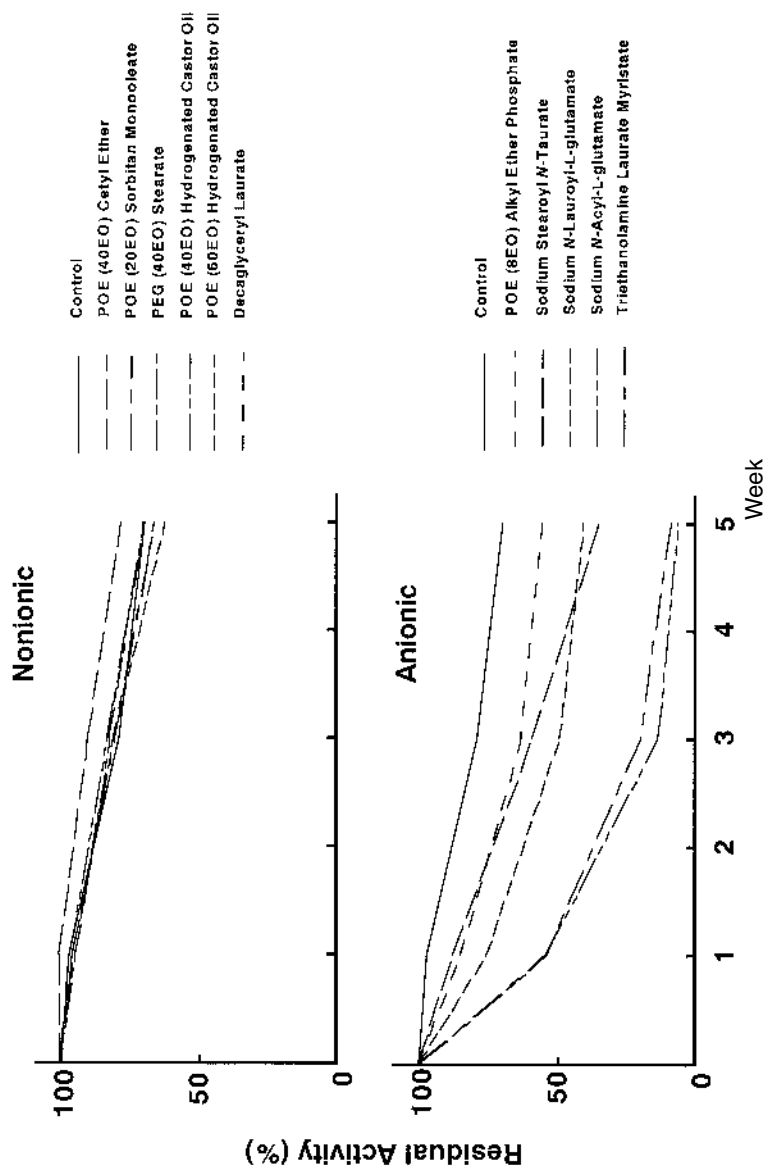 Residual Activity (%)
Nonionic
100
50
0
Control
POE (40EO) Cetyl Ether
POE (20EO) Sorbitan Monooleate
PEG (40EO) Stearate
POE (40EO) Hydrogenated Castor Oil
POE (60EO) Hydrogenated Castor Oil
Decaglyceryl Laurate
Anionic
100
50
0
1
2
3
4
5
Week
Control
POE (8EO) Alkyl Ether Phosphate
Sodium Stearoyl N-Taurate
Sodium N-Lauroyl-L-glutamate
Sodium N-Acyl-L-glutamate
Triethanolamine Laurate Myristate